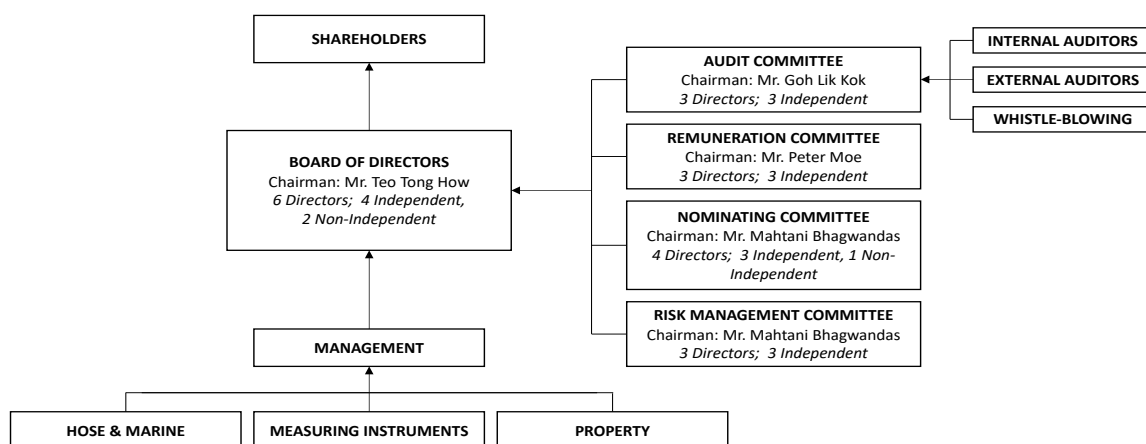 SHAREHOLDERS
BOARD OF DIRECTORS
Chairman: Mr. Teo Tong How
6 Directors; 4 Independent,
2 Non-Independent
MANAGEMENT
HOSE & MARINE
MEASURING INSTRUMENTS
PROPERTY
AUDIT COMMITTEE
Chairman: Mr. Goh Lik Kok
3 Directors; 3 Independent
REMUNERATION COMMITTEE
Chairman: Mr. Peter Moe
3 Directors; 3 Independent
NOMINATING COMMITTEE
Chairman: Mr. Mahtani Bhagwandas
4 Directors; 3 Independent, 1 Non-
Independent
RISK MANAGEMENT COMMITTEE
Chairman: Mr. Mahtani Bhagwandas
3 Directors; 3 Independent
INTERNAL AUDITORS
EXTERNAL AUDITORS
WHISTLE-BLOWING